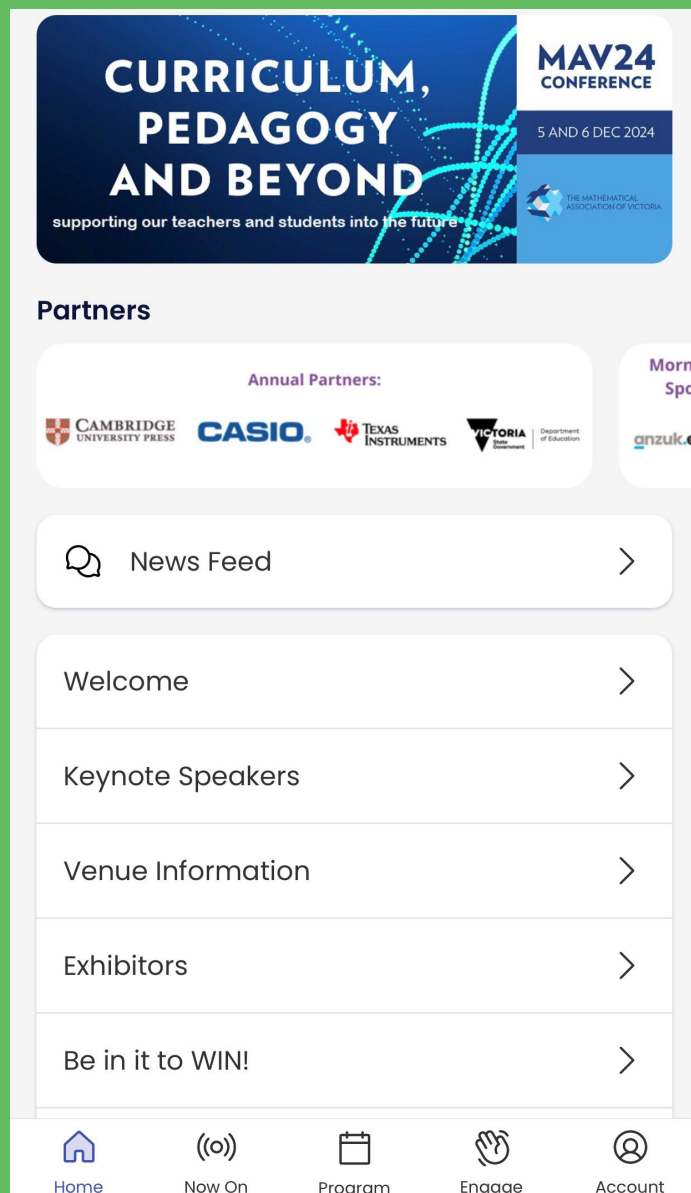 CURRICULUM,
PEDAGOGY
AND BEYOND
supporting our teachers and students into the future
MAV24
CONFERENCE
5 AND 6 DEC 2024
THE MATHEMATICAL
ASSOCIATION OF VICTORIA
Partners
Annual Partners:
CAMBRIDGE
UNIVERSITY PRESS
CASIO®
TEXAS
INSTRUMENTS
VICTORIA
State
Government
Department
of Education
Morn
Spo
anzuk.e
News Feed
Welcome
Keynote Speakers
Venue Information
Exhibitors
Be in it to WIN!
Home
Now On
Program
Engage
Account